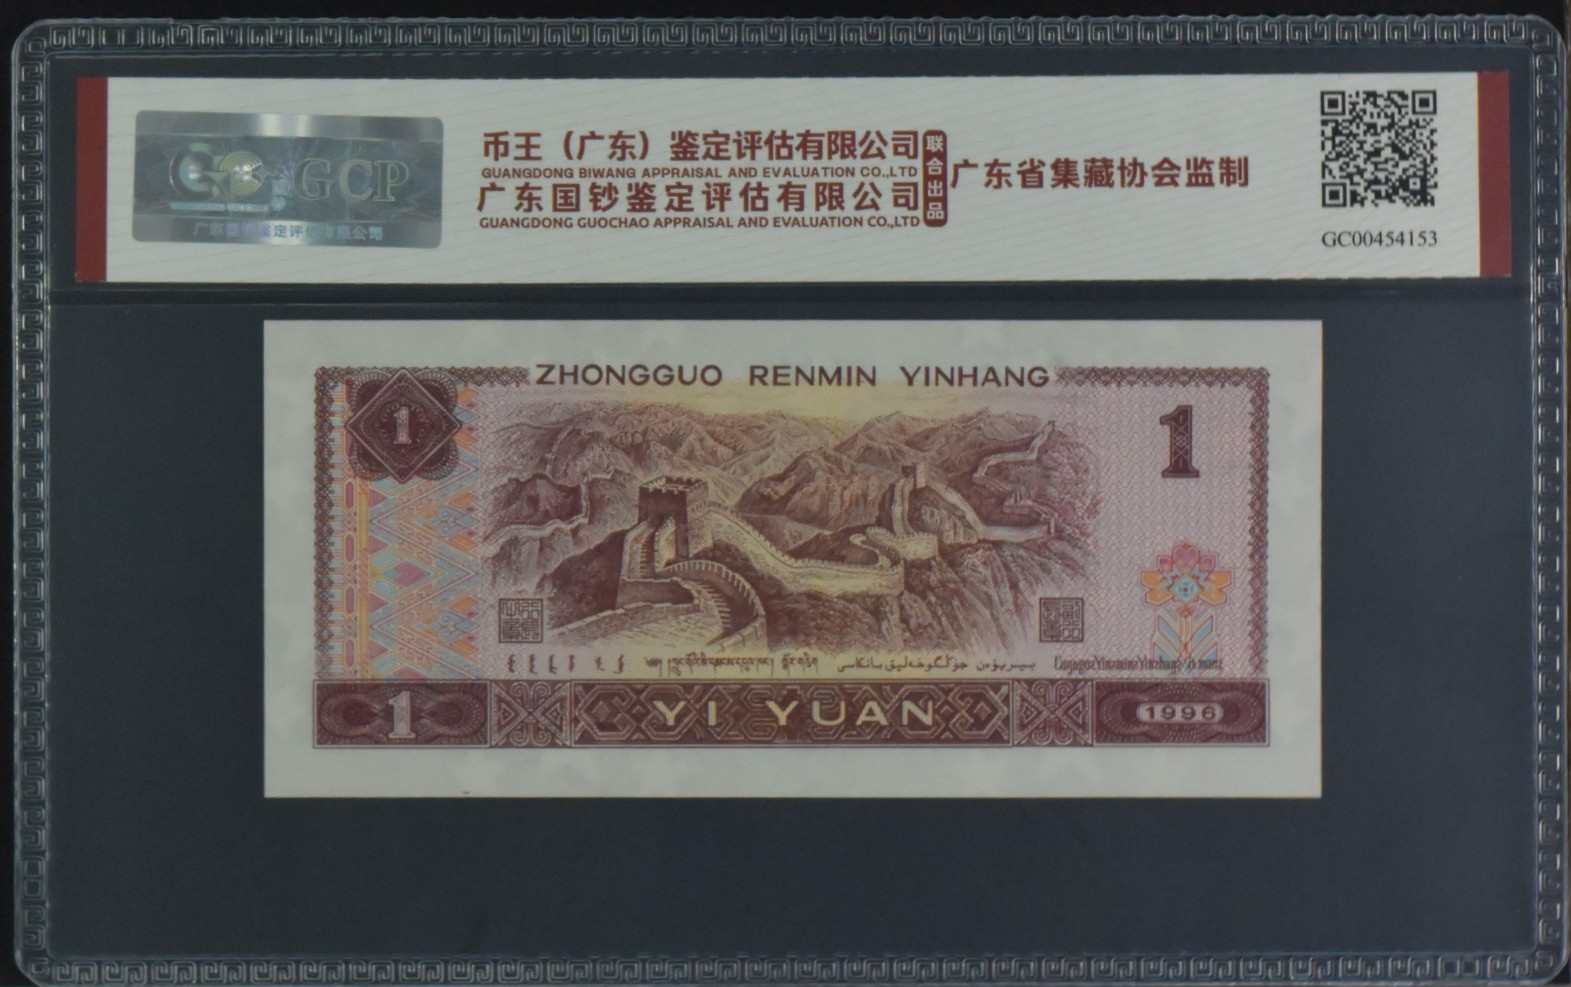 GCP
币王（广东）鉴定评估有限公司
GUANGDONG BIWANG APPRAISAL AND EVALUATION CO.,LTD
广东国钞鉴定评估有限公司
GUANGDONG GUOCHAO APPRAISAL AND EVALUATION CO.,LTD
联合出品
广东省集藏协会监制
GC00454153
ZHONGGUO RENMIN YINHANG
1
1
1
YI YUAN
1996